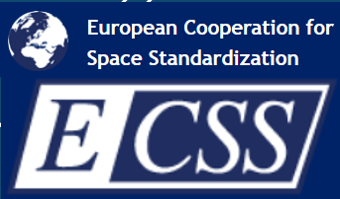 European Cooperation for
Space Standardization
ECSS